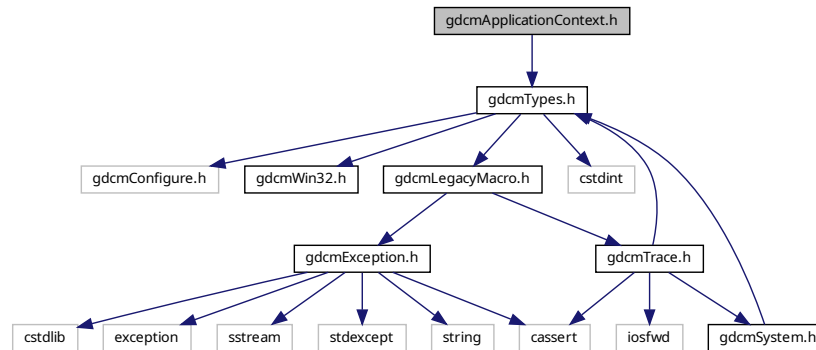 gdcmApplicationContext.h
gdcmTypes.h
gdcmConfigure.h
gdcmWin32.h
gdcmLegacyMacro.h
cstdint
gdcmException.h
gdcmTrace.h
cstdlib
exception
sstream
stdexcept
string
cassert
iosfwd
gdcmSystem.h